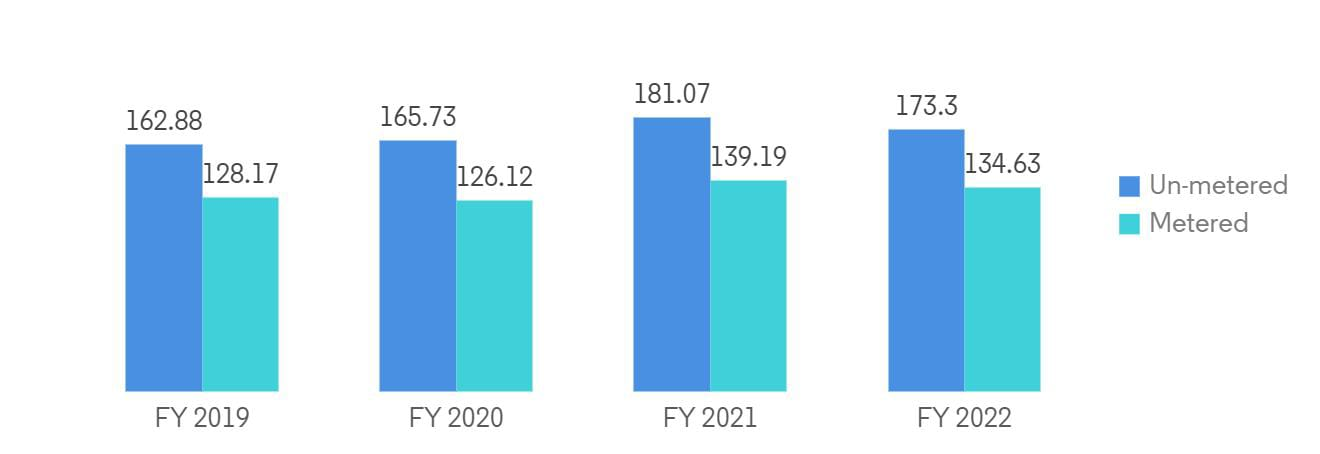 162.88
128.17
165.73
126.12
181.07
139.19
173.3
134.63
Un-metered
Metered
FY 2019
FY 2020
FY 2021
FY 2022